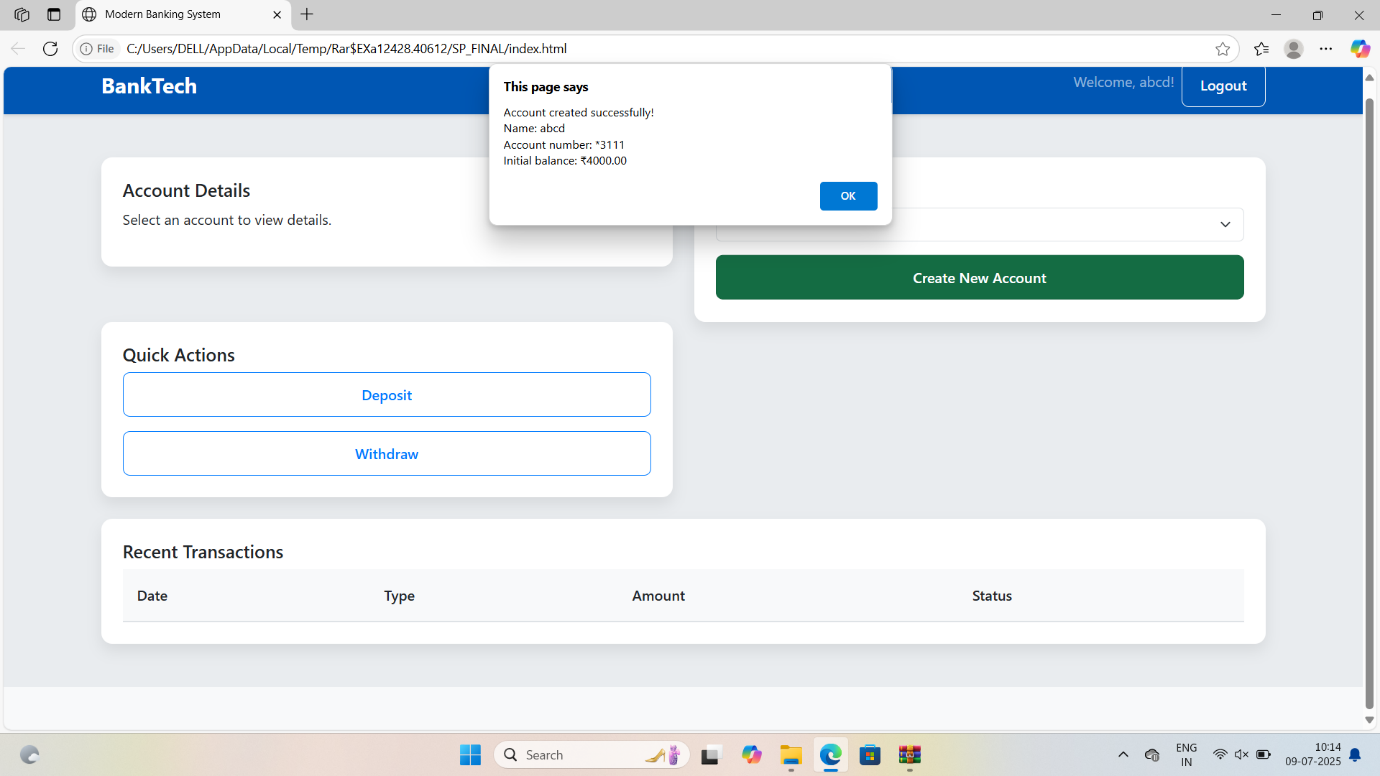 Modern Banking System
File
C:/Users/DELL/AppData/Local/Temp/Rar$EXa12428.40612/SP_FINAL/index.html
BankTech
Welcome, abcd!
Logout
This page says
Account created successfully!
Name: abcd
Account number: *3111
Initial balance: ₹4000.00
OK
Account Details
Select an account to view details.
Create New Account
Quick Actions
Deposit
Withdraw
Recent Transactions
Date Type Amount Status
Search
ENG
IN
10:14
09-07-2025